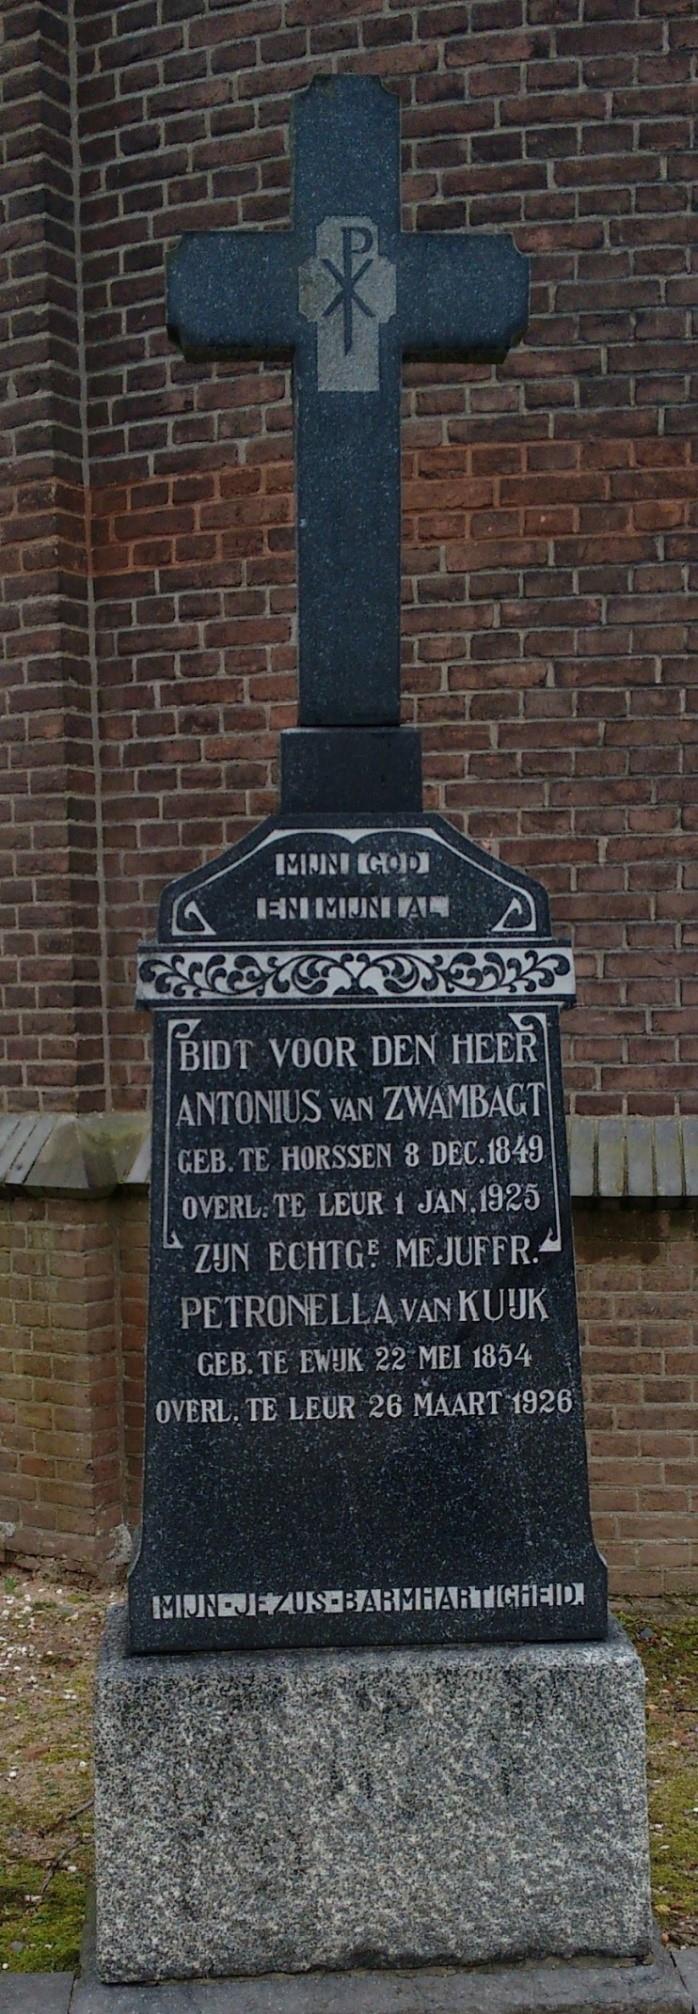 MIJN GOD
EN MIJN AL
BIDT VOOR DEN HEER
ANTONIUS VAN ZWAMBAGT
GEB. TE HORSSEN 8 DEC. 1849
OVERL. TE LEUR 1 JAN. 1925
ZIJN ECHTGE. MEJUFFR.
PETRONELLA VAN KUIJK
GEB. TE EWIJK 22 MEI 1854
OVERL. TE LEUR 26 MAART 1926
MIJN-JEZUS-BARMHARTIGHEID.